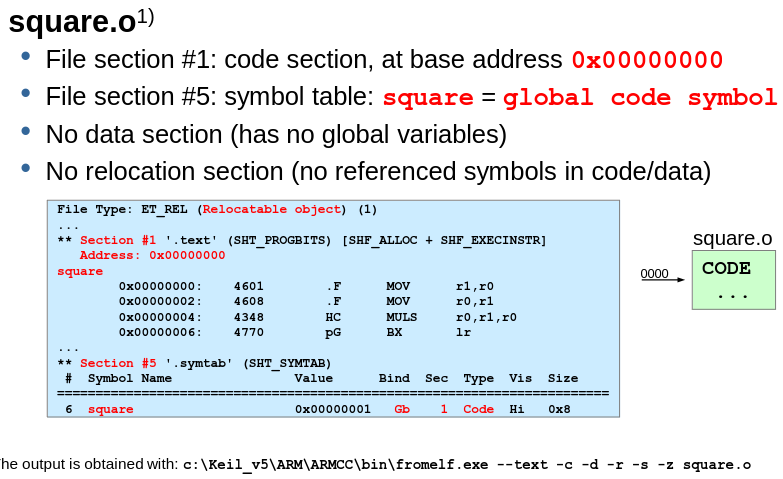 square.o1)
• File section #1: code section, at base address 0x00000000
• File section #5: symbol table: square = global code symbol
• No data section (has no global variables)
• No relocation section (no referenced symbols in code/data)
File Type: ET_REL (Relocatable object) (1)
...
** Section #1 '.text' (SHT_PROGBITS) [SHF_ALLOC + SHF_EXECINSTR]
Address: 0x00000000
square
0x00000000: 4601 .F MOV r1,r0
0x00000002: 4608 .F MOV r0,r1
0x00000004: 4348 HC MULS r0,r1,r0
0x00000006: 4770 pG BX lr
...
** Section #5 '.symtab' (SHT_SYMTAB)
# Symbol Name Value Bind Sec Type Vis Size
========================================================================
6 square 0x00000001 Gb 1 Code Hi 0x8
square.o
0000
CODE
...
he output is obtained with: c:\Keil_v5\ARM\ARMCC\bin\fromelf.exe --text -c -d -r -s -z square.o